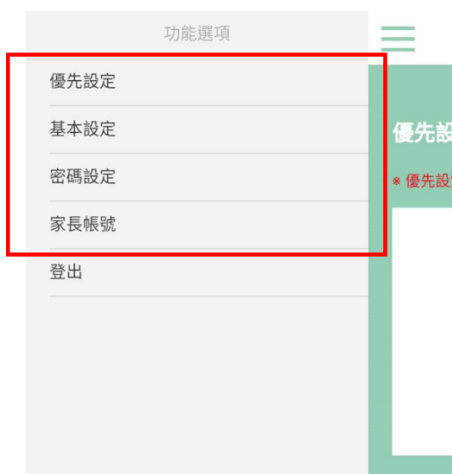 功能選項
優先設定
基本設定
密碼設定
家長帳號
登出
優先設
※ 優先設